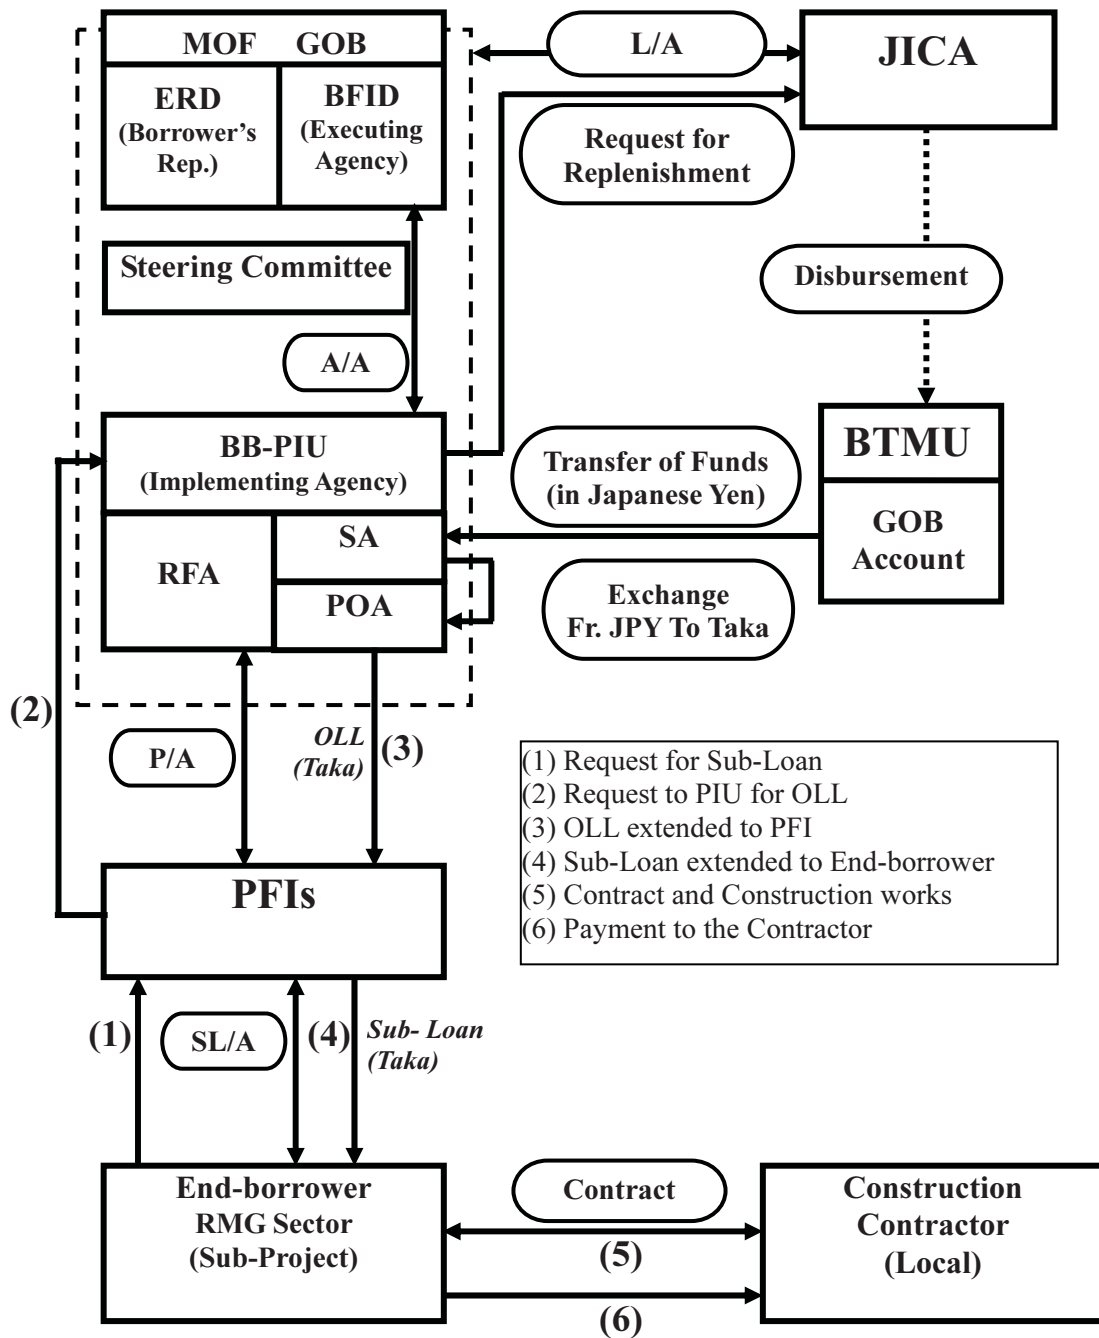 MOF GOB
L/A
JICA
ERD
(Borrower's
Rep.)
BFID
(Executing
Agency)
Request for
Replenishment
Steering Committee
Disbursement
A/A
BB-PIU
(Implementing Agency)
Transfer of Funds
(in Japanese Yen)
BTMU
GOB
Account
RFA
SA
POA
Exchange
Fr. JPY To Taka
(2)
P/A
OLL
(Taka)
(3)
(1) Request for Sub-Loan
(2) Request to PIU for OLL
(3) OLL extended to PFI
(4) Sub-Loan extended to End-borrower
(5) Contract and Construction works
(6) Payment to the Contractor
PFIs
(1)
SL/A
(4)
Sub- Loan
(Taka)
End-borrower
RMG Sector
(Sub-Project)
Contract
(5)
(6)
Construction
Contractor
(Local)